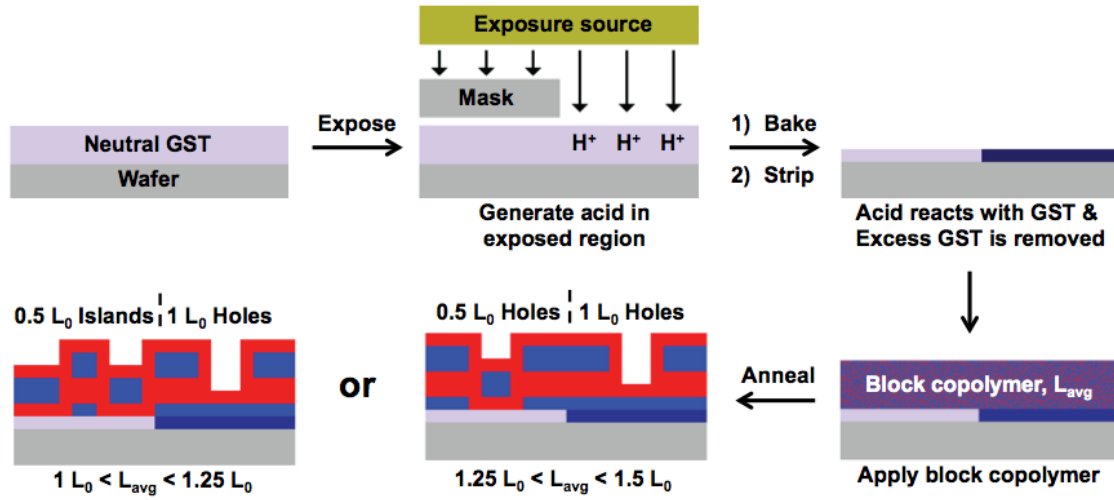 Exposure source
Mask
Neutral GST
Wafer
Expose
H⁺ H⁺ H⁺
1) Bake
2) Strip
Generate acid in
exposed region
Acid reacts with GST &
Excess GST is removed
0.5 L₀ Islands
1 L₀ Holes
or
0.5 L₀ Holes
1 L₀ Holes
Anneal
Block copolymer, Lavg
1 L₀ < Lavg < 1.25 L₀
1.25 L₀ < Lavg < 1.5 L₀
Apply block copolymer